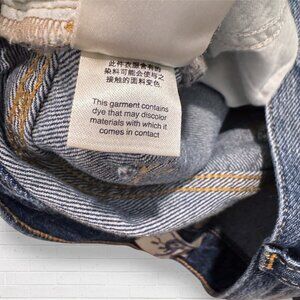 此件衣服含有的
染料可能会使与之
接触的面料变色
This garment contains
dye that may discolor
materials with which it
comes in contact